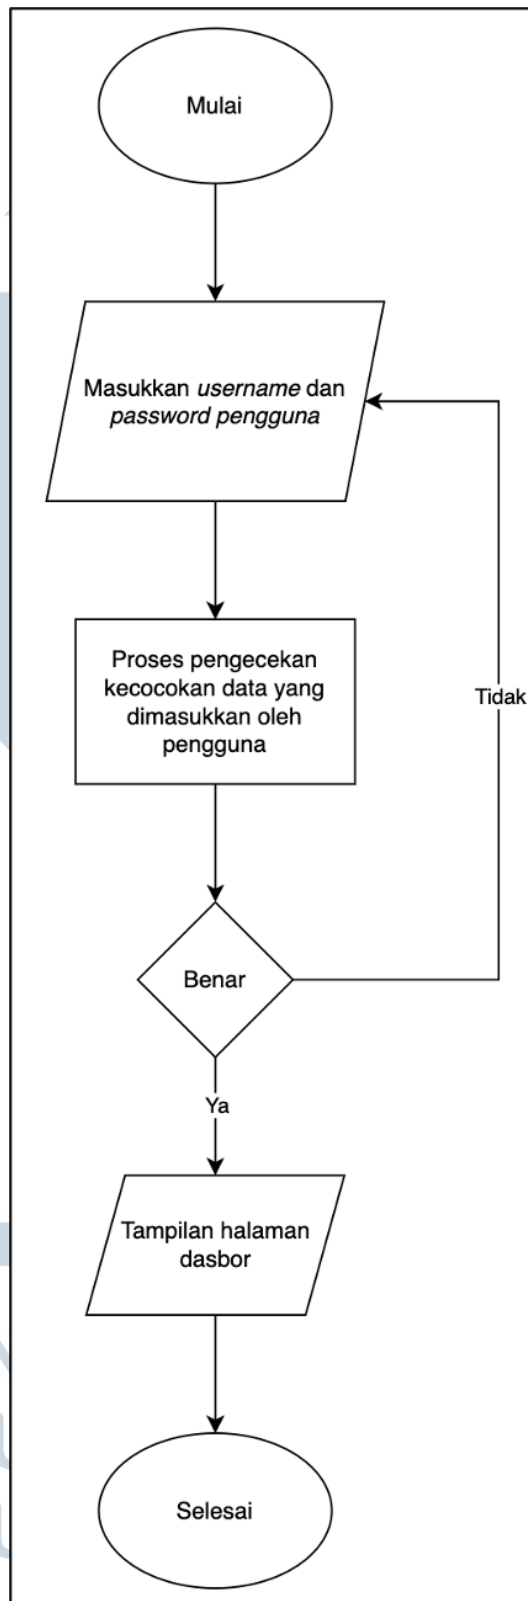 Mulai
Masukkan username dan
password pengguna
Proses pengecekan
kecocokan data yang
dimasukkan oleh
pengguna
Tidak
Benar
Ya
Tampilan halaman
dasbor
Selesai